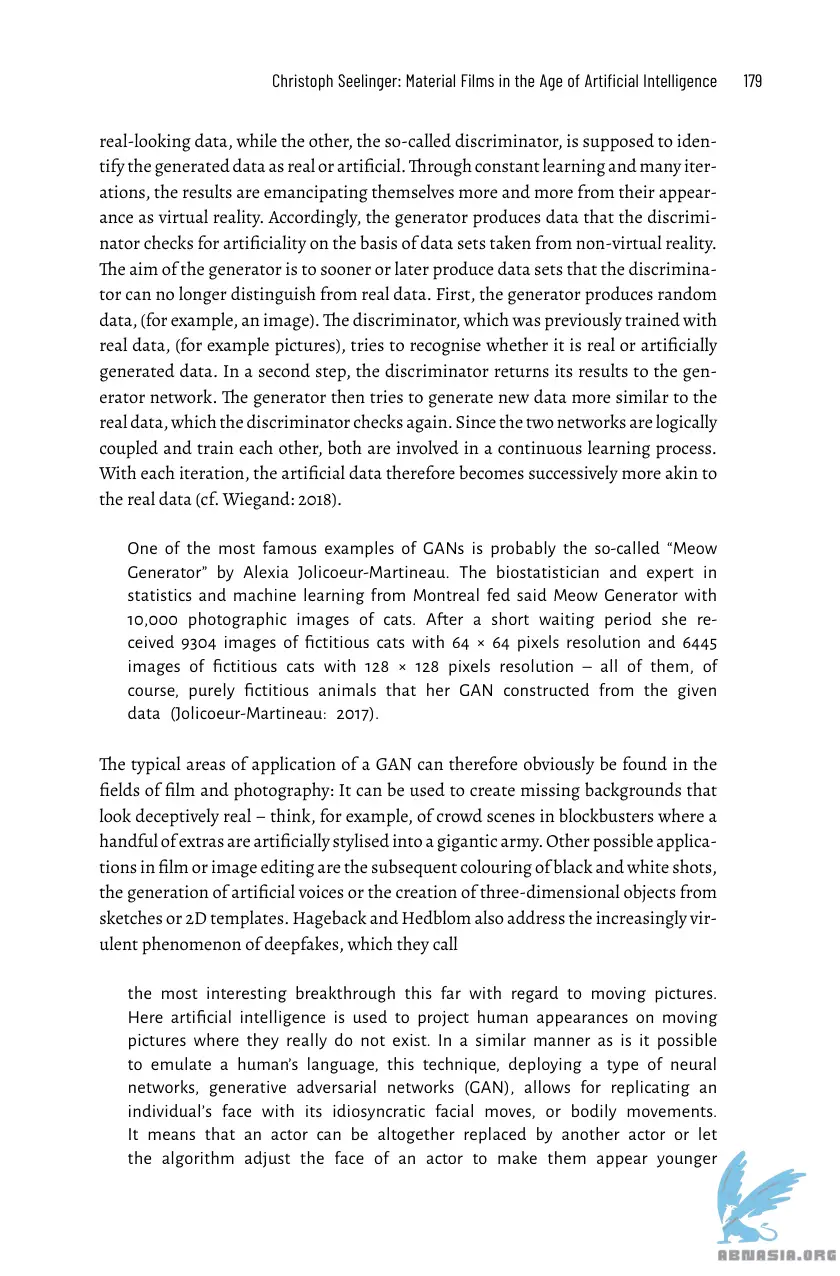 Christoph Seelinger: Material Films in the Age of Artificial Intelligence 179
real-looking data, while the other, the so-called discriminator, is supposed to iden-
tify the generated data as real or artificial. Through constant learning and many iter-
ations, the results are emancipating themselves more and more from their appear-
ance as virtual reality. Accordingly, the generator produces data that the discrimi-
nator checks for artificiality on the basis of data sets taken from non-virtual reality.
The aim of the generator is to sooner or later produce data sets that the discrimina-
tor can no longer distinguish from real data. First, the generator produces random
data, (for example, an image). The discriminator, which was previously trained with
real data, (for example pictures), tries to recognise whether it is real or artificially
generated data. In a second step, the discriminator returns its results to the gen-
erator network. The generator then tries to generate new data more similar to the
real data, which the discriminator checks again. Since the two networks are logically
coupled and train each other, both are involved in a continuous learning process.
With each iteration, the artificial data therefore becomes successively more akin to
the real data (cf. Wiegand: 2018).
One of the most famous examples of GANs is probably the so-called “Meow
Generator” by Alexia Jolicoeur-Martineau. The biostatistician and expert in
statistics and machine learning from Montreal fed said Meow Generator with
10,000 photographic images of cats. After a short waiting period she re-
ceived 9304 images of fictitious cats with 64 × 64 pixels resolution and 6445
images of fictitious cats with 128 × 128 pixels resolution – all of them, of
course, purely fictitious animals that her GAN constructed from the given
data (Jolicoeur-Martineau: 2017).
The typical areas of application of a GAN can therefore obviously be found in the
fields of film and photography: It can be used to create missing backgrounds that
look deceptively real – think, for example, of crowd scenes in blockbusters where a
handful of extras are artificially stylised into a gigantic army. Other possible applica-
tions in film or image editing are the subsequent colouring of black and white shots,
the generation of artificial voices or the creation of three-dimensional objects from
sketches or 2D templates. Hageback and Hedblom also address the increasingly vir-
ulent phenomenon of deepfakes, which they call
the most interesting breakthrough this far with regard to moving pictures.
Here artificial intelligence is used to project human appearances on moving
pictures where they really do not exist. In a similar manner as is it possible
to emulate a human’s language, this technique, deploying a type of neural
networks, generative adversarial networks (GAN), allows for replicating an
individual’s face with its idiosyncratic facial moves, or bodily movements.
It means that an actor can be altogether replaced by another actor or let
the algorithm adjust the face of an actor to make them appear younger
ABNASIA.ORG